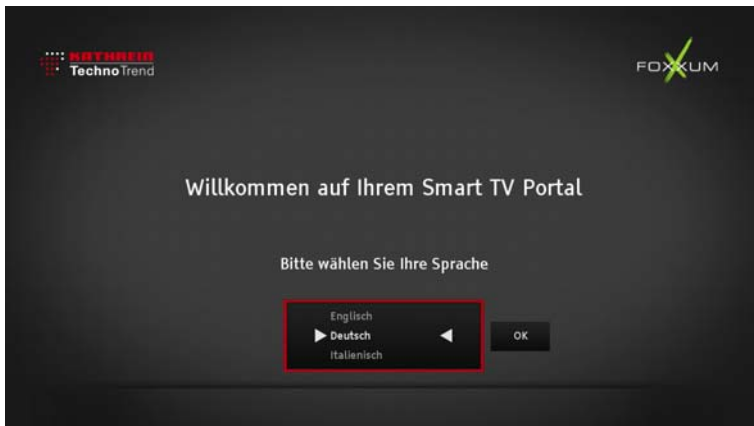 KATHREIN
TechnoTrend
FOXXUM
Willkommen auf Ihrem Smart TV Portal
Bitte wählen Sie Ihre Sprache
Englisch
Deutsch
OK
Italienisch